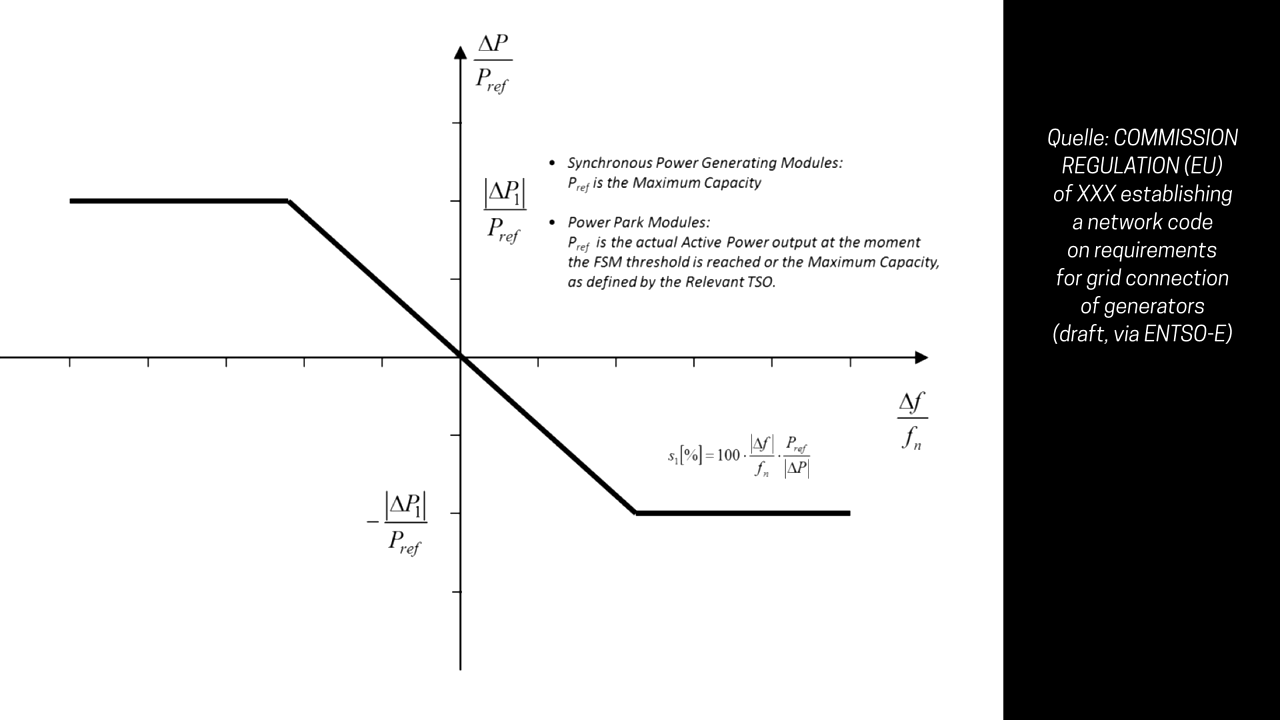 ΔP
P_ref
• Synchronous Power Generating Modules:
P_ref is the Maximum Capacity
|ΔP₁|
P_ref
• Power Park Modules:
P_ref is the actual Active Power output at the moment
the FSM threshold is reached or the Maximum Capacity,
as defined by the Relevant TSO.
Δf
f_n
s₁[%] = 100 · |Δf| / f_n · P_ref / |ΔP|
− |ΔP₁|
P_ref
Quelle: COMMISSION
REGULATION (EU)
of XXX establishing
a network code
on requirements
for grid connection
of generators
(draft, via ENTSO-E)